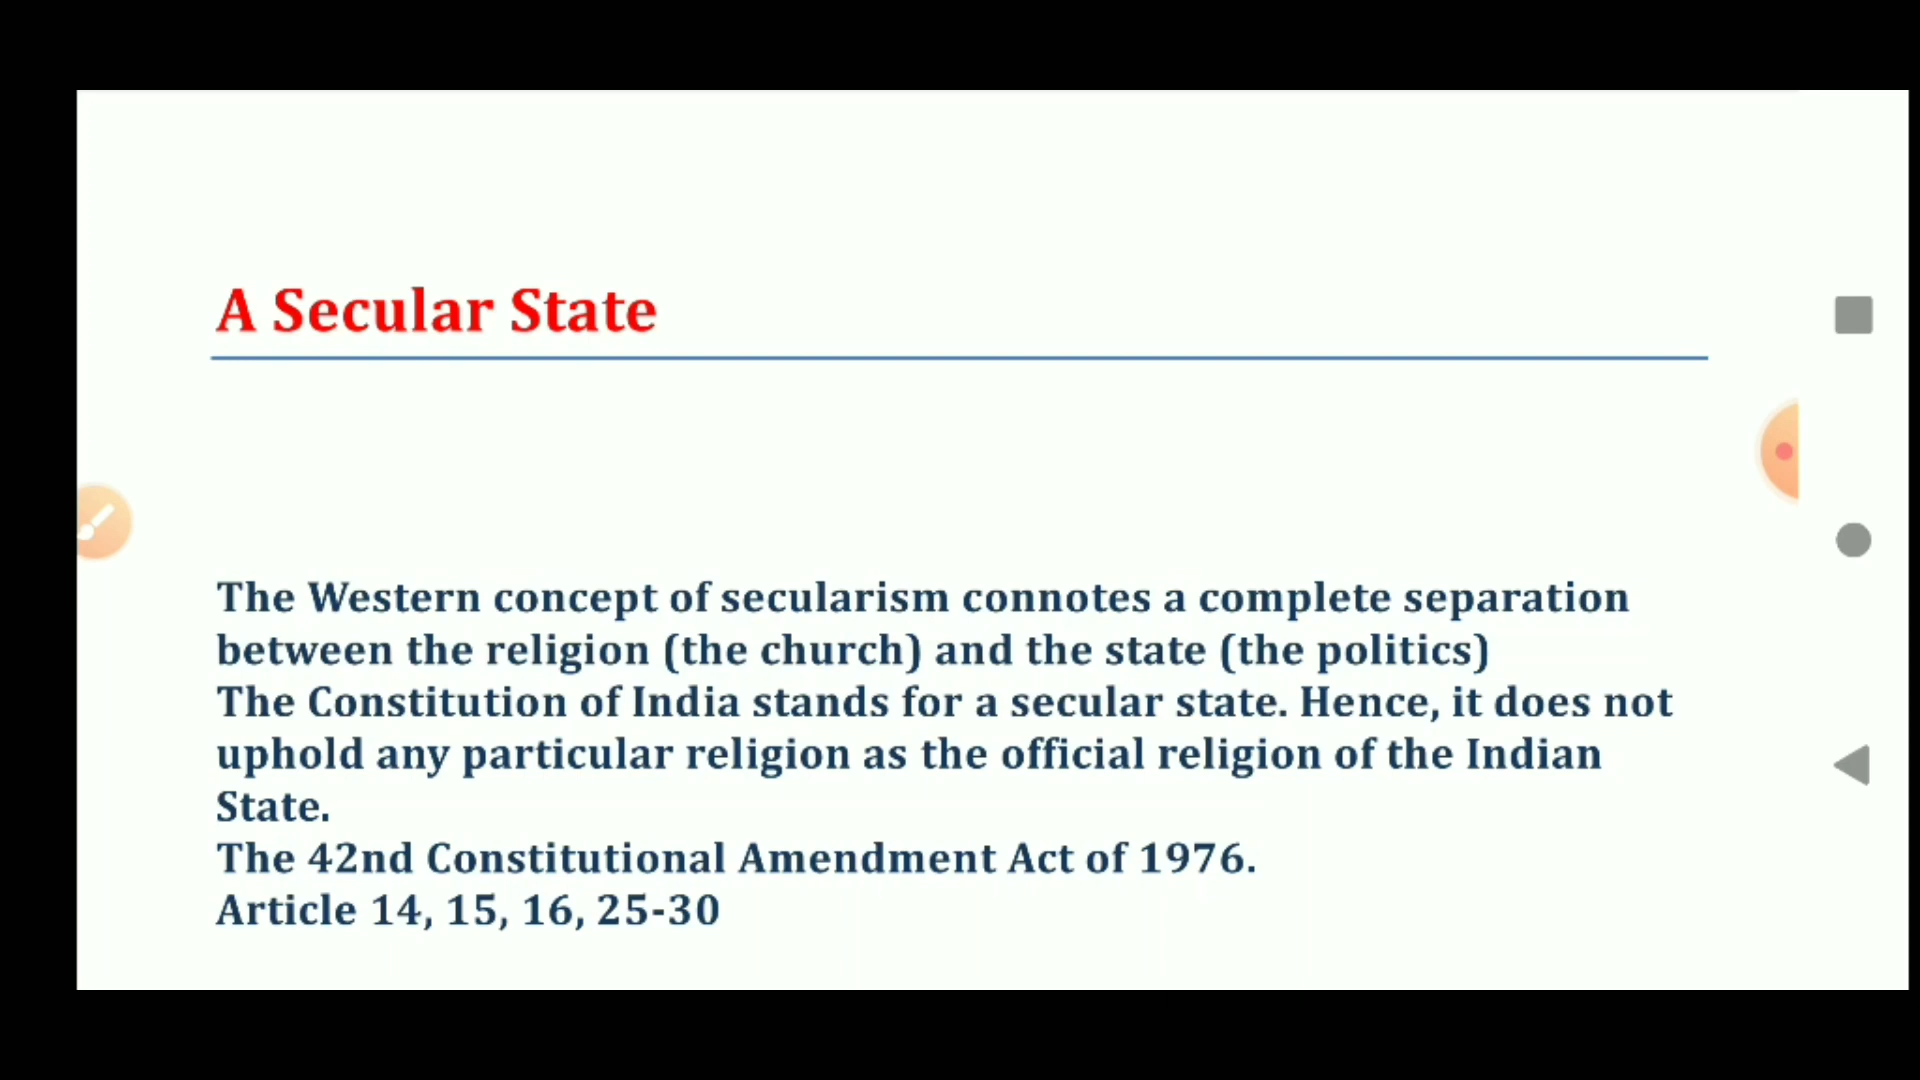 A Secular State
The Western concept of secularism connotes a complete separation
between the religion (the church) and the state (the politics)
The Constitution of India stands for a secular state. Hence, it does not
uphold any particular religion as the official religion of the Indian
State.
The 42nd Constitutional Amendment Act of 1976.
Article 14, 15, 16, 25-30